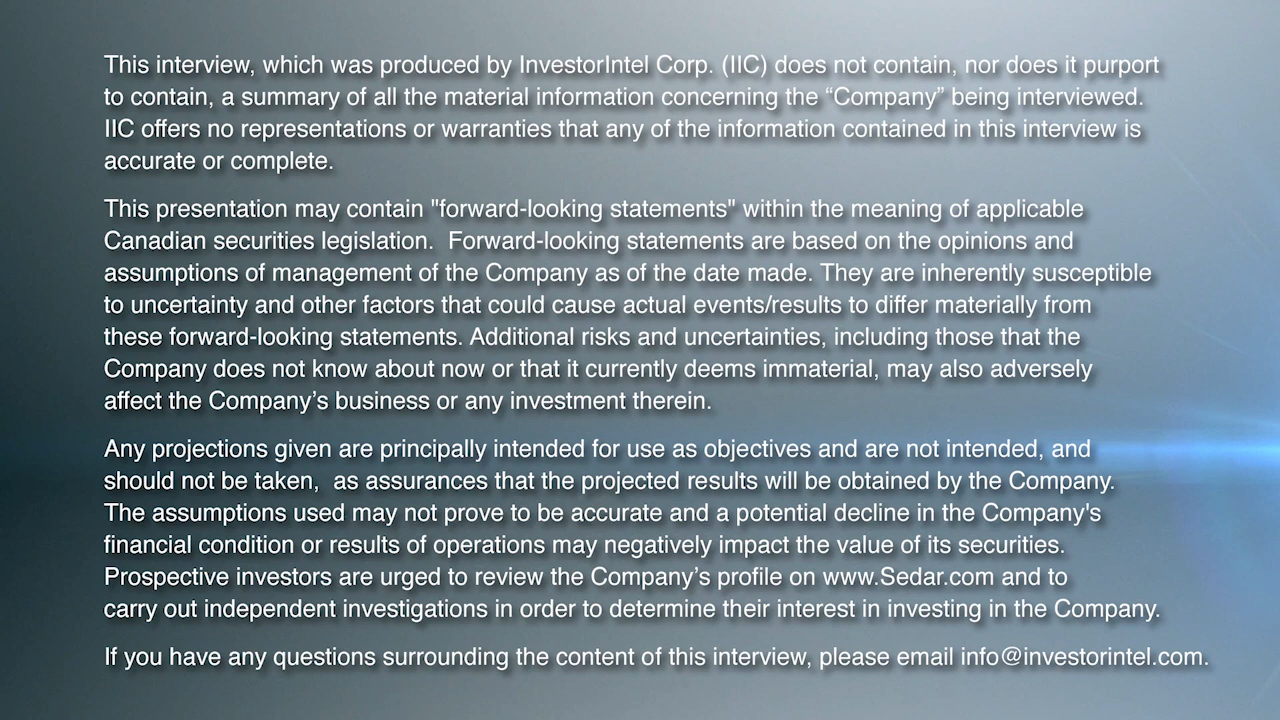 This interview, which was produced by InvestorIntel Corp. (IIC) does not contain, nor does it purport
to contain, a summary of all the material information concerning the “Company” being interviewed.
IIC offers no representations or warranties that any of the information contained in this interview is
accurate or complete.
This presentation may contain "forward-looking statements" within the meaning of applicable
Canadian securities legislation.  Forward-looking statements are based on the opinions and
assumptions of management of the Company as of the date made. They are inherently susceptible
to uncertainty and other factors that could cause actual events/results to differ materially from
these forward-looking statements. Additional risks and uncertainties, including those that the
Company does not know about now or that it currently deems immaterial, may also adversely
affect the Company’s business or any investment therein.
Any projections given are principally intended for use as objectives and are not intended, and
should not be taken,  as assurances that the projected results will be obtained by the Company.
The assumptions used may not prove to be accurate and a potential decline in the Company's
financial condition or results of operations may negatively impact the value of its securities.
Prospective investors are urged to review the Company’s profile on www.Sedar.com and to
carry out independent investigations in order to determine their interest in investing in the Company.
If you have any questions surrounding the content of this interview, please email info@investorintel.com.